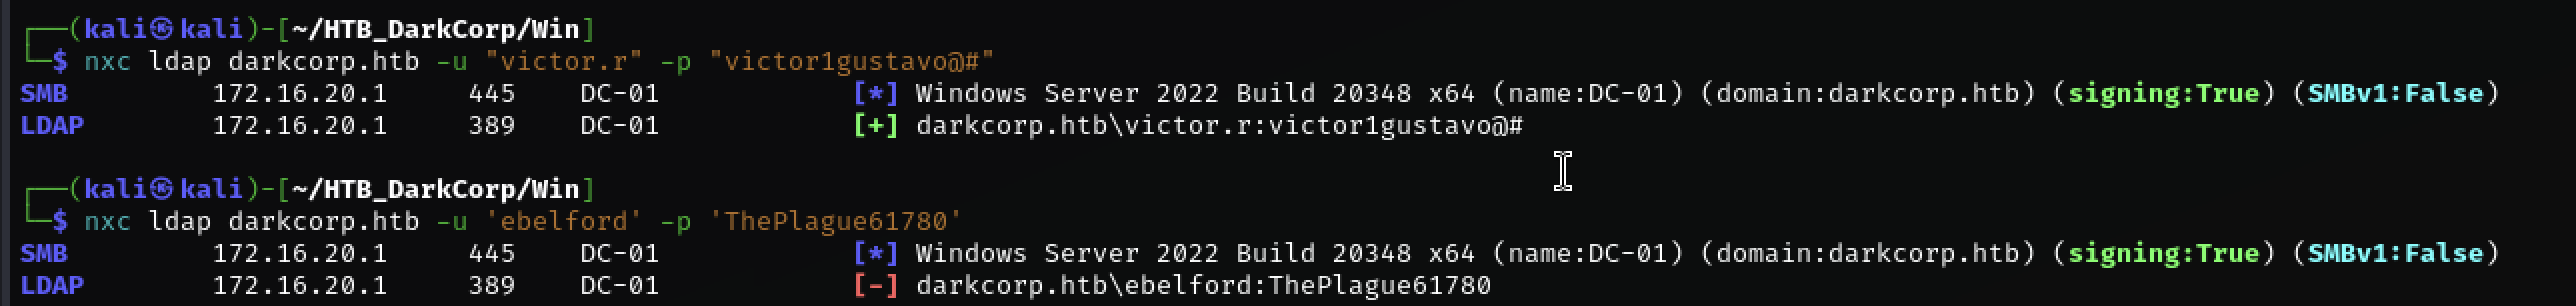 ┌──(kali㉿kali)-[~/HTB_DarkCorp/Win]
└─$ nxc ldap darkcorp.htb -u "victor.r" -p "victor1gustavo@#"
SMB         172.16.20.1     445    DC-01            [*] Windows Server 2022 Build 20348 x64 (name:DC-01) (domain:darkcorp.htb) (signing:True) (SMBv1:False)
LDAP        172.16.20.1     389    DC-01            [+] darkcorp.htb\victor.r:victor1gustavo@#

┌──(kali㉿kali)-[~/HTB_DarkCorp/Win]
└─$ nxc ldap darkcorp.htb -u 'ebelford' -p 'ThePlague61780'
SMB         172.16.20.1     445    DC-01            [*] Windows Server 2022 Build 20348 x64 (name:DC-01) (domain:darkcorp.htb) (signing:True) (SMBv1:False)
LDAP        172.16.20.1     389    DC-01            [-] darkcorp.htb\ebelford:ThePlague61780